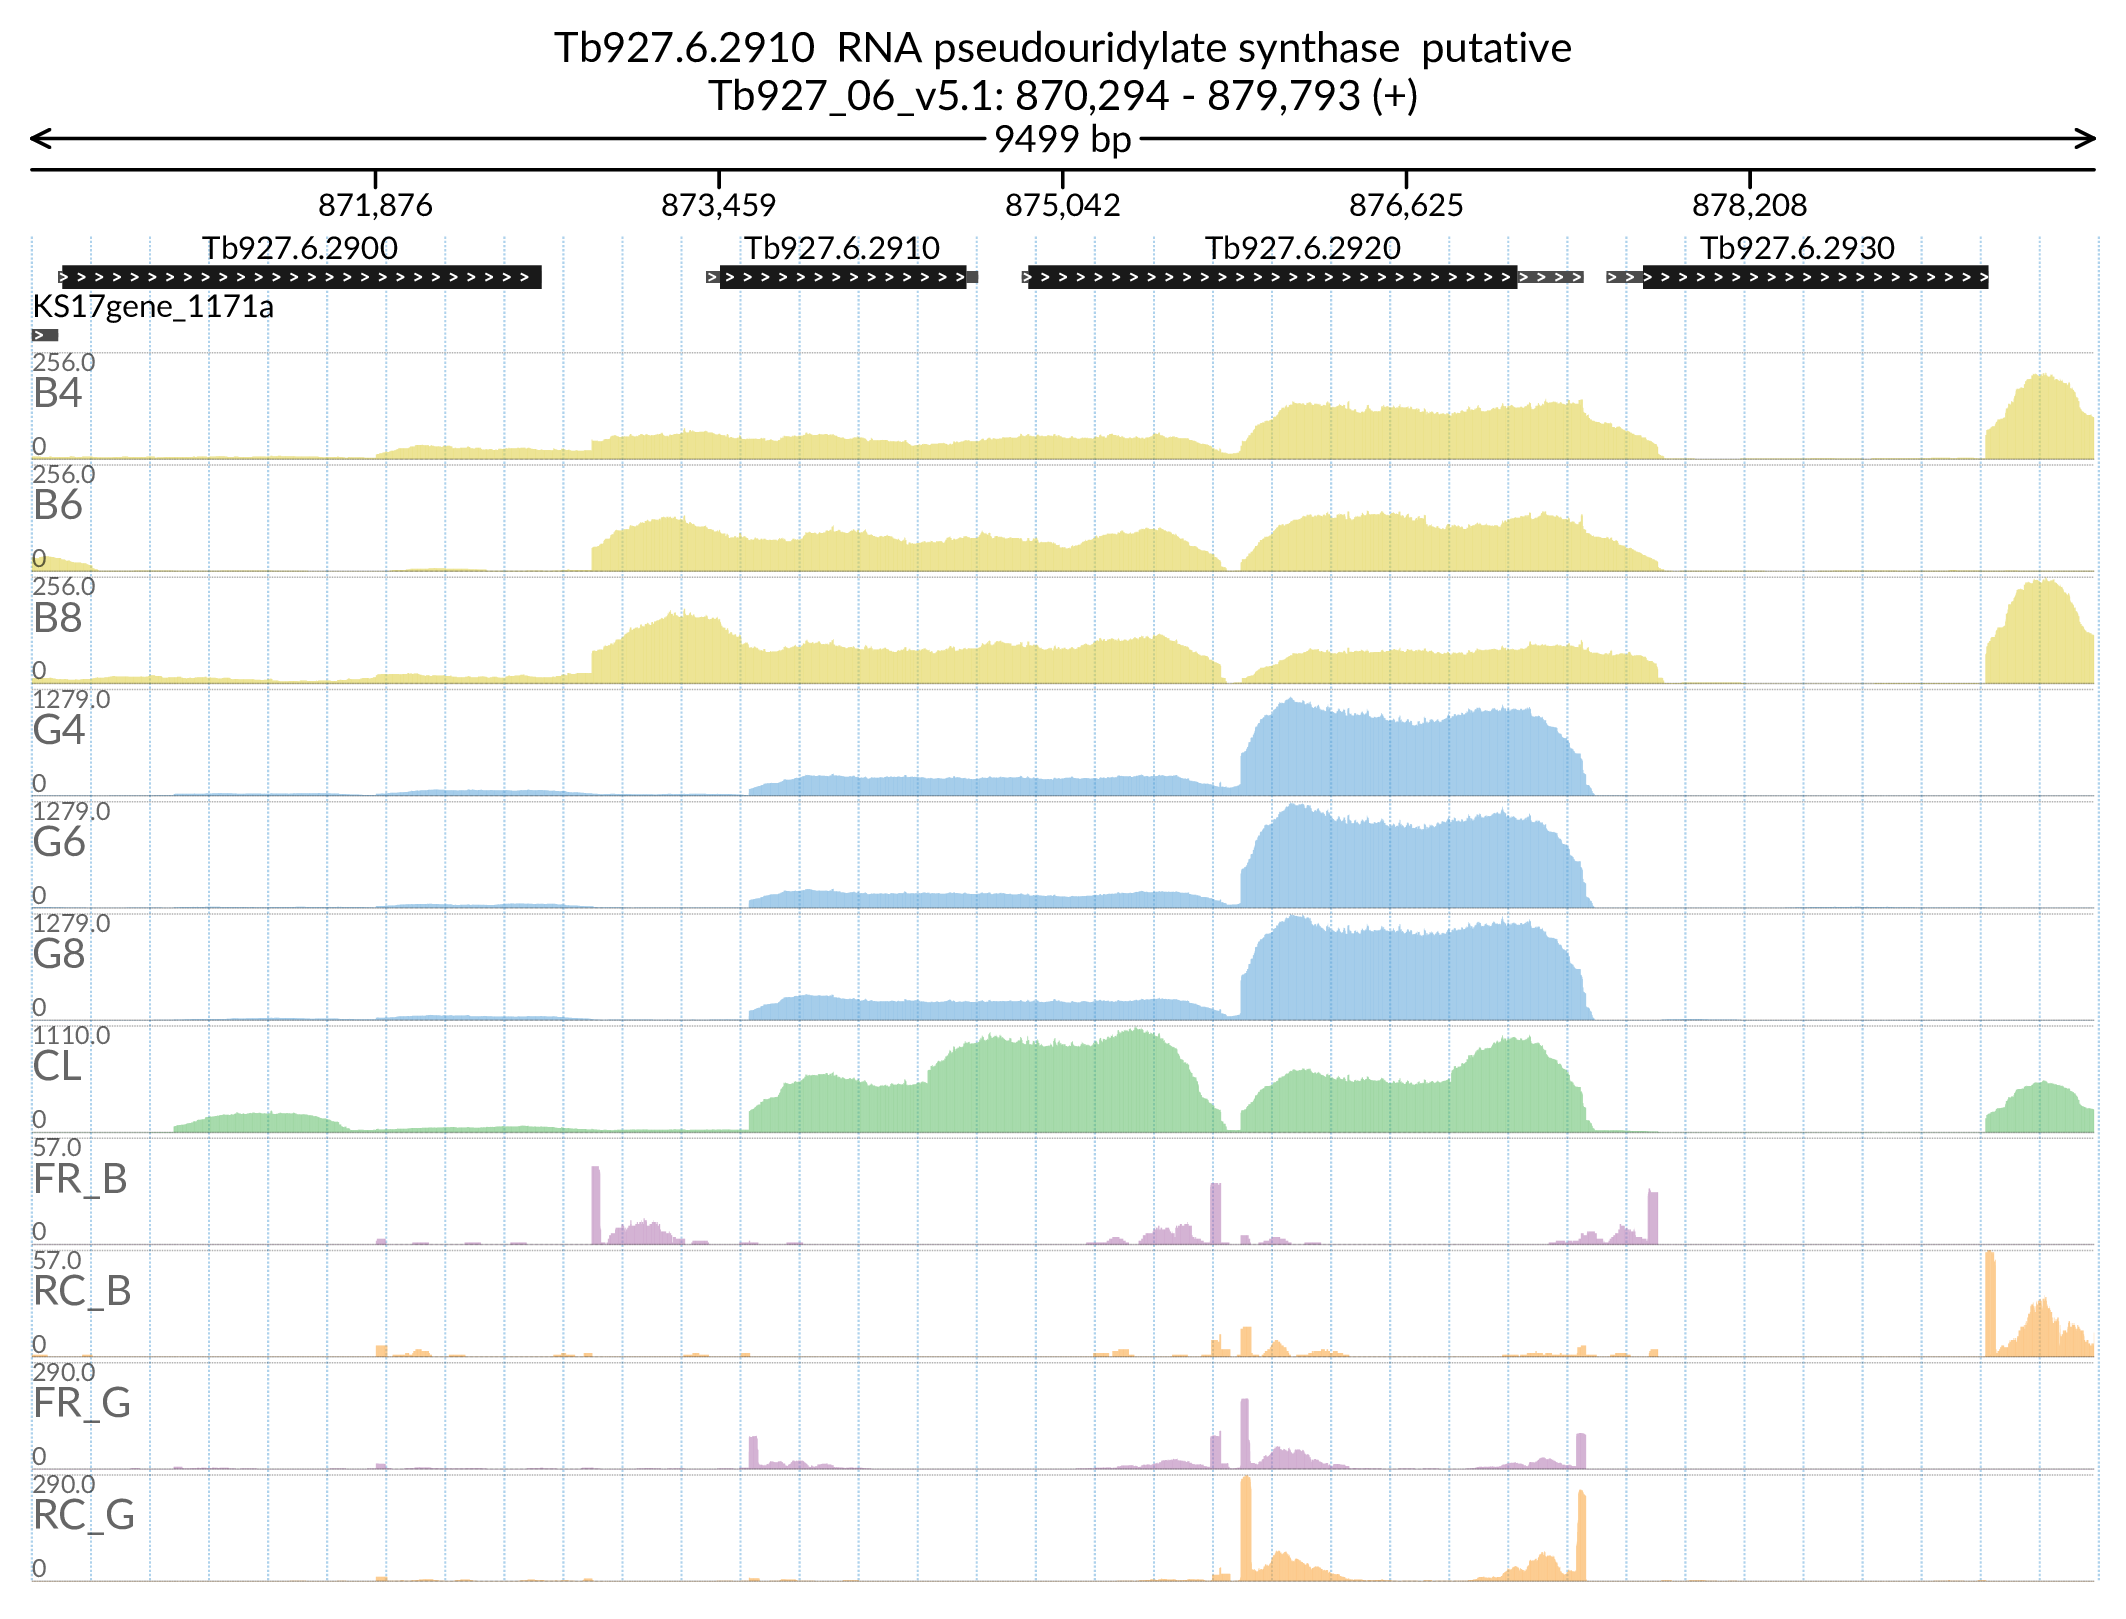 Tb927.6.2910  RNA pseudouridylate synthase  putative
Tb927_06_v5.1: 870,294 - 879,793 (+)
9499 bp
871,876 873,459 875,042 876,625 878,208
Tb927.6.2900 Tb927.6.2910 Tb927.6.2920 Tb927.6.2930
KS17gene_1171a
256.0
B4
0
256.0
B6
0
256.0
B8
0
1279.0
G4
0
1279.0
G6
0
1279.0
G8
0
1110.0
CL
0
57.0
FR_B
0
57.0
RC_B
0
290.0
FR_G
0
290.0
RC_G
0